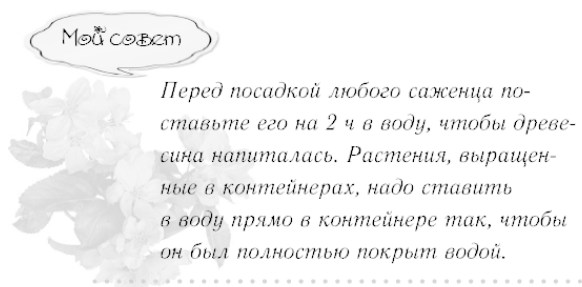 Мой совет
Перед посадкой любого саженца по-
ставьте его на 2 ч в воду, чтобы древе-
сина напиталась. Растения, выращен-
ные в контейнерах, надо ставить
в воду прямо в контейнере так, чтобы
он был полностью покрыт водой.